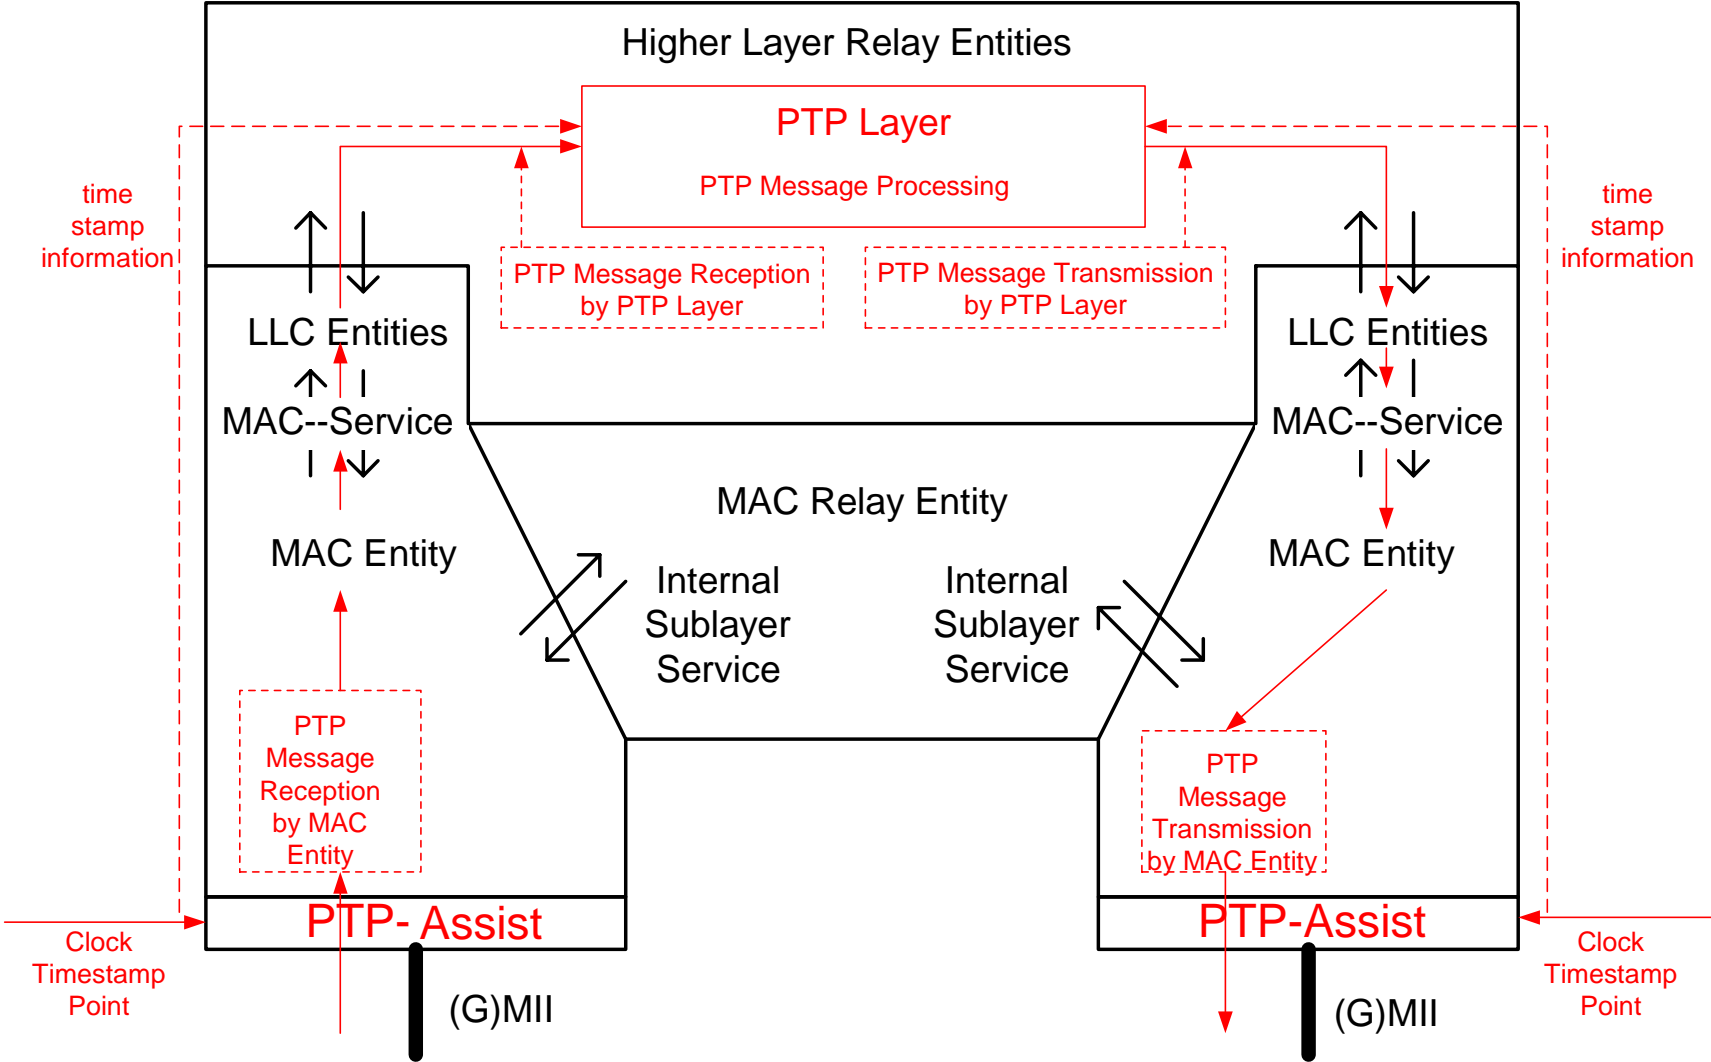 Higher Layer Relay Entities
PTP Layer
PTP Message Processing
time
stamp
information
time
stamp
information
PTP Message Reception
by PTP Layer
PTP Message Transmission
by PTP Layer
LLC Entities
LLC Entities
MAC--Service
MAC--Service
MAC Relay Entity
MAC Entity
MAC Entity
Internal
Sublayer
Service
Internal
Sublayer
Service
PTP
Message
Reception
by MAC
Entity
PTP
Message
Transmission
by MAC Entity
PTP- Assist
PTP-Assist
Clock
Timestamp
Point
Clock
Timestamp
Point
(G)MII
(G)MII